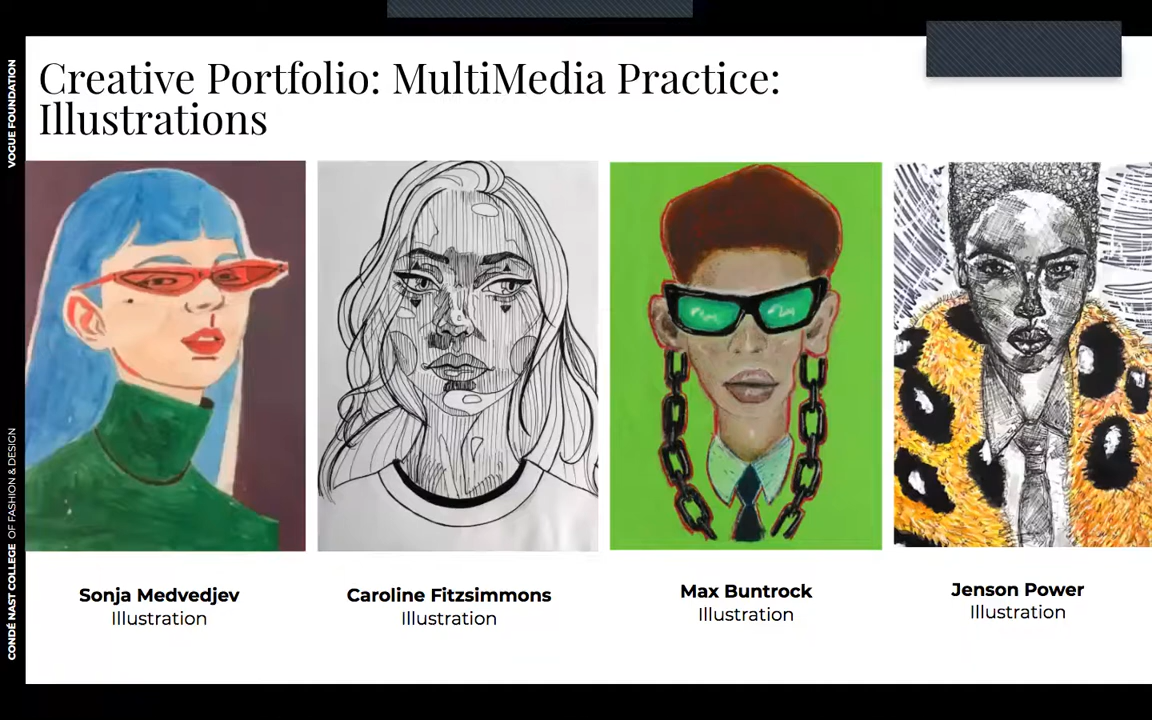 Creative Portfolio: MultiMedia Practice:
Illustrations
VOGUE FOUNDATION
CONDÉ NAST COLLEGE OF FASHION & DESIGN
Sonja Medvedjev
Illustration
Caroline Fitzsimmons
Illustration
Max Buntrock
Illustration
Jenson Power
Illustration